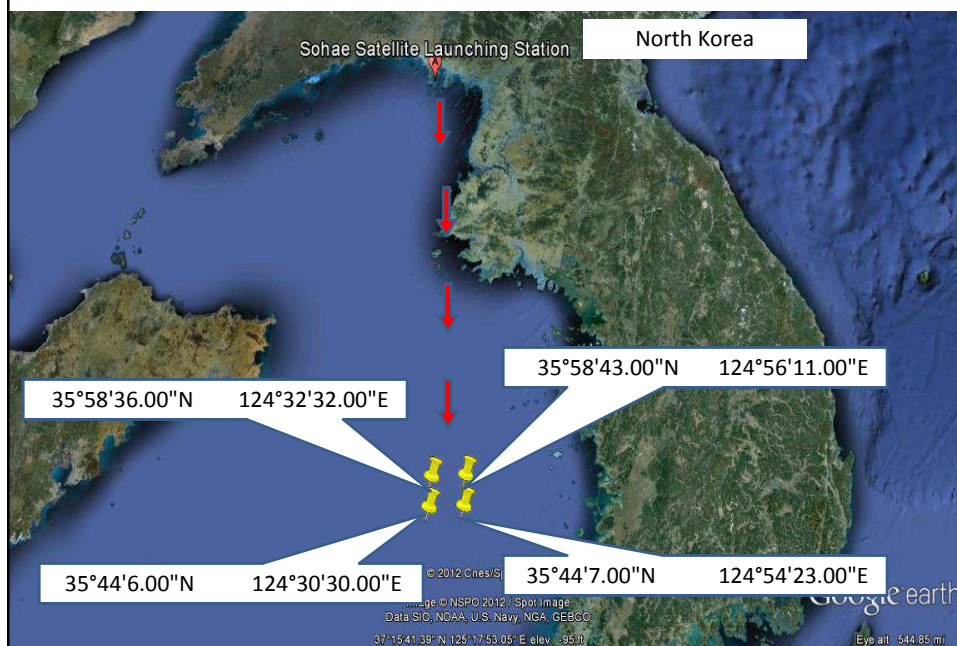 North Korea
Sohae Satellite Launching Station
A
35°58'43.00"N 124°56'11.00"E
35°58'36.00"N 124°32'32.00"E
35°44'6.00"N 124°30'30.00"E
35°44'7.00"N 124°54'23.00"E
© 2012 Cnes/Sp
Image © NSPO 2012 / Spot Image
Data SIO, NOAA, U.S. Navy, NGA, GEBCO
Google earth
37°15'41.39" N 125°17'53.05" E elev -95 ft
Eye alt 544.85 mi